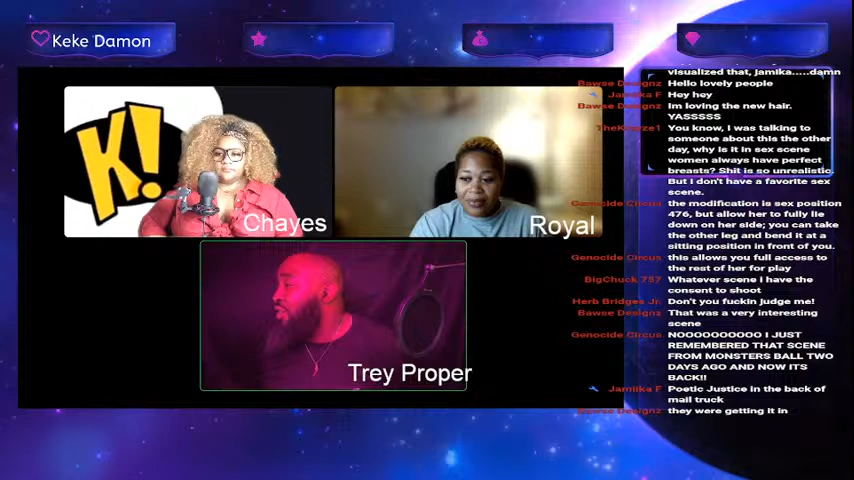 Keke Damon
K!
Chayes
Royal
Trey Proper
visualized that, jamika.....damn
Bawse Designz Hello lovely people
Jamiika F Hey hey
Bawse Designz Im loving the new hair.
YASSSSS
You know, I was talking to
someone about this the other
day, why is it in sex scene
women always have perfect
breasts? Shit is so unrealistic.
But I don't have a favorite sex
scene.
Genocide Circus the modification is sex position
476, but allow her to fully lie
down on her side; you can take
the other leg and bend it at a
sitting position in front of you.
Genocide Circus this allows you full access to
the rest of her for play
BigChuck 757 Whatever scene i have the
consent to shoot
Herb Bridges Jr. Don't you fuckin judge me!
Bawse Designz That was a very interesting
scene
Genocide Circus NOOOOOOOOOO I JUST
REMEMBERED THAT SCENE
FROM MONSTERS BALL TWO
DAYS AGO AND NOW ITS
BACK!!
Jamiika F Poetic Justice in the back of
mail truck
Bawse Designz they were getting it in